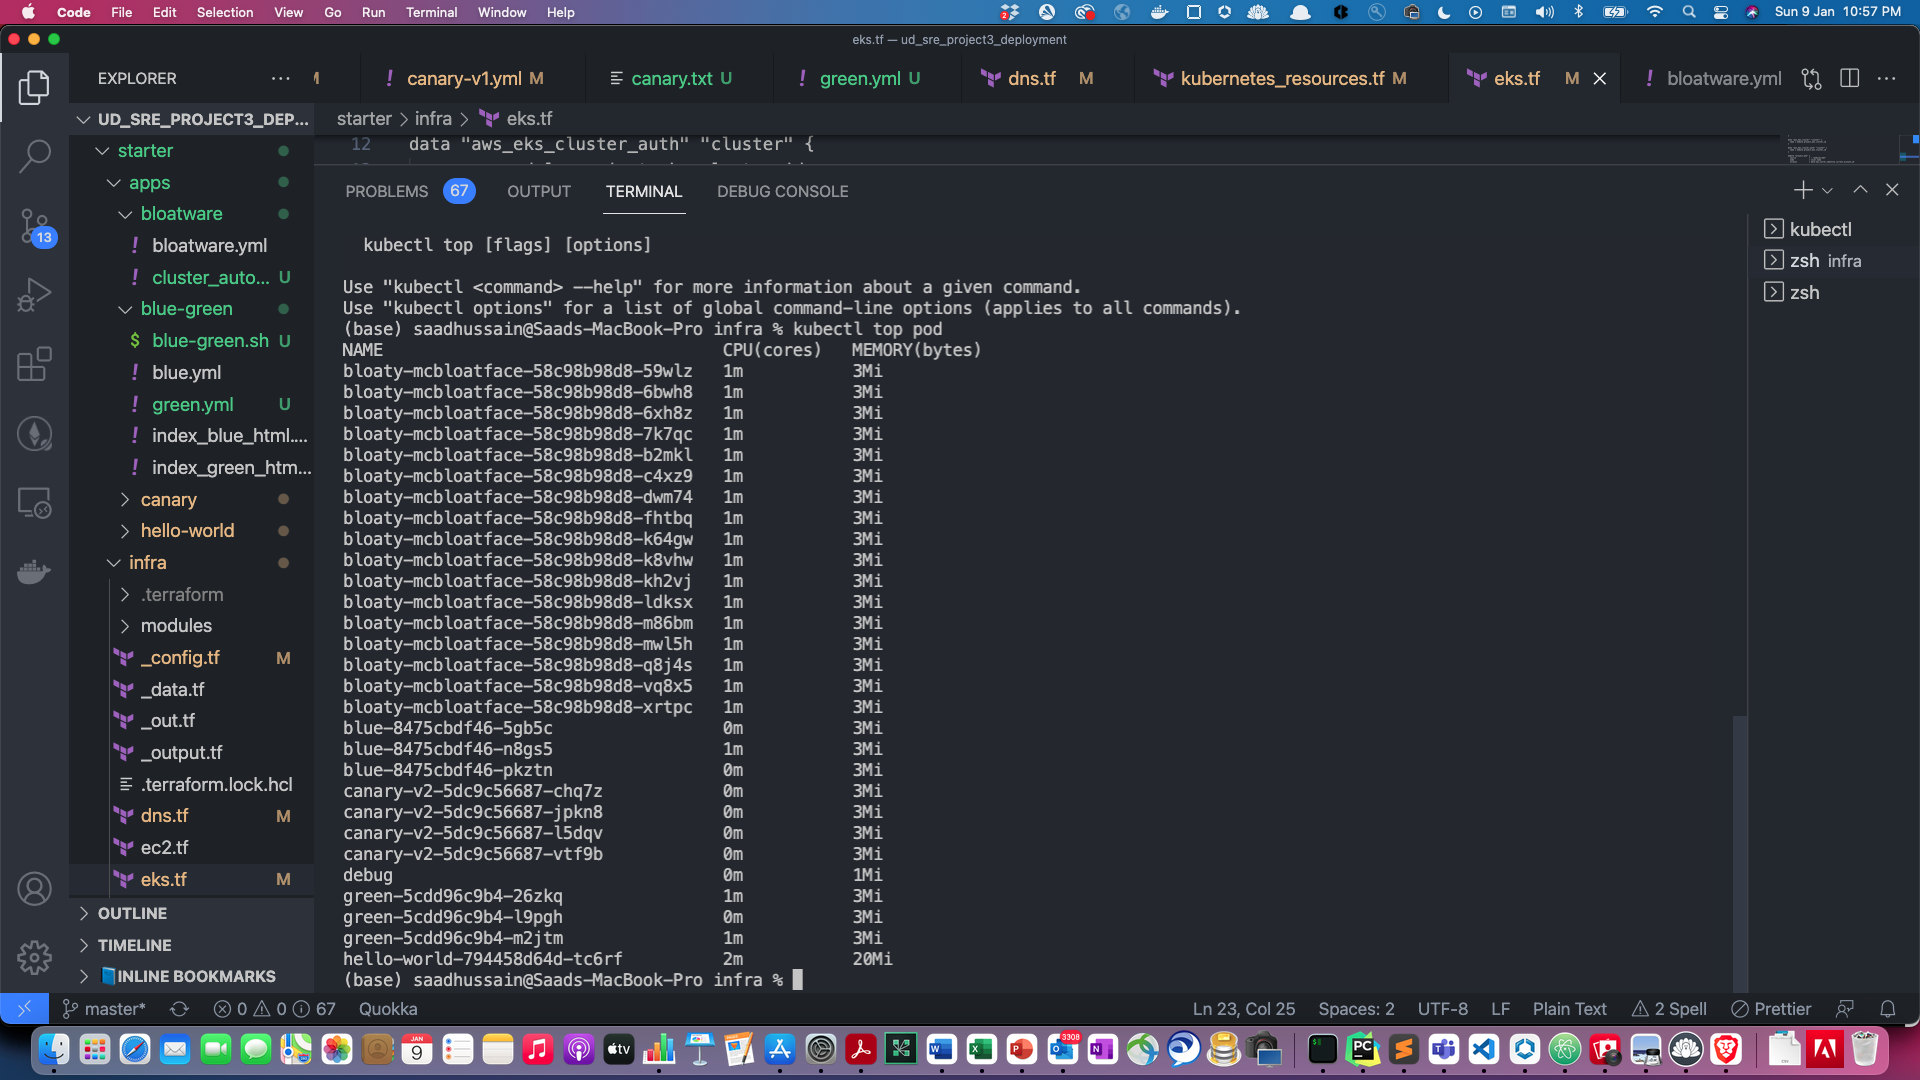 Code File Edit Selection View Go Run Terminal Window Help Sun 9 Jan 10:57 PM
eks.tf — ud_sre_project3_deployment
EXPLORER
M
canary-v1.yml M
canary.txt U
green.yml U
dns.tf M
kubernetes_resources.tf M
eks.tf M
bloatware.yml
UD_SRE_PROJECT3_DEP...
starter > infra > eks.tf
12 data "aws_eks_cluster_auth" "cluster" {
starter
apps
bloatware
bloatware.yml
cluster_auto... U
blue-green
blue-green.sh U
blue.yml
green.yml U
index_blue_html....
index_green_htm...
canary
hello-world
infra
.terraform
modules
_config.tf M
_data.tf
_out.tf
_output.tf
.terraform.lock.hcl
dns.tf M
ec2.tf
eks.tf M
OUTLINE
TIMELINE
INLINE BOOKMARKS
13
PROBLEMS 67 OUTPUT TERMINAL DEBUG CONSOLE
kubectl top [flags] [options]
Use "kubectl <command> --help" for more information about a given command.
Use "kubectl options" for a list of global command-line options (applies to all commands).
(base) saadhussain@Saads-MacBook-Pro infra % kubectl top pod
NAME CPU(cores) MEMORY(bytes)
bloaty-mcbloatface-58c98b98d8-59wlz 1m 3Mi
bloaty-mcbloatface-58c98b98d8-6bwh8 1m 3Mi
bloaty-mcbloatface-58c98b98d8-6xh8z 1m 3Mi
bloaty-mcbloatface-58c98b98d8-7k7qc 1m 3Mi
bloaty-mcbloatface-58c98b98d8-b2mkl 1m 3Mi
bloaty-mcbloatface-58c98b98d8-c4xz9 1m 3Mi
bloaty-mcbloatface-58c98b98d8-dwm74 1m 3Mi
bloaty-mcbloatface-58c98b98d8-fhtbq 1m 3Mi
bloaty-mcbloatface-58c98b98d8-k64gw 1m 3Mi
bloaty-mcbloatface-58c98b98d8-k8vhw 1m 3Mi
bloaty-mcbloatface-58c98b98d8-kh2vj 1m 3Mi
bloaty-mcbloatface-58c98b98d8-ldksx 1m 3Mi
bloaty-mcbloatface-58c98b98d8-m86bm 1m 3Mi
bloaty-mcbloatface-58c98b98d8-mwl5h 1m 3Mi
bloaty-mcbloatface-58c98b98d8-q8j4s 1m 3Mi
bloaty-mcbloatface-58c98b98d8-vq8x5 1m 3Mi
bloaty-mcbloatface-58c98b98d8-xrtpc 1m 3Mi
blue-8475cbdf46-5gb5c 0m 3Mi
blue-8475cbdf46-n8gs5 1m 3Mi
blue-8475cbdf46-pkztn 0m 3Mi
canary-v2-5dc9c56687-chq7z 0m 3Mi
canary-v2-5dc9c56687-jpkn8 0m 3Mi
canary-v2-5dc9c56687-l5dqv 0m 3Mi
canary-v2-5dc9c56687-vtf9b 0m 3Mi
debug 0m 1Mi
green-5cdd96c9b4-26zkq 1m 3Mi
green-5cdd96c9b4-l9pgh 0m 3Mi
green-5cdd96c9b4-m2jtm 1m 3Mi
hello-world-794458d64d-tc6rf 2m 20Mi
(base) saadhussain@Saads-MacBook-Pro infra %
kubectl
zsh infra
zsh
master* 0 0 67 Quokka Ln 23, Col 25 Spaces: 2 UTF-8 LF Plain Text 2 Spell Prettier
JAN
9
tv
3308
PC